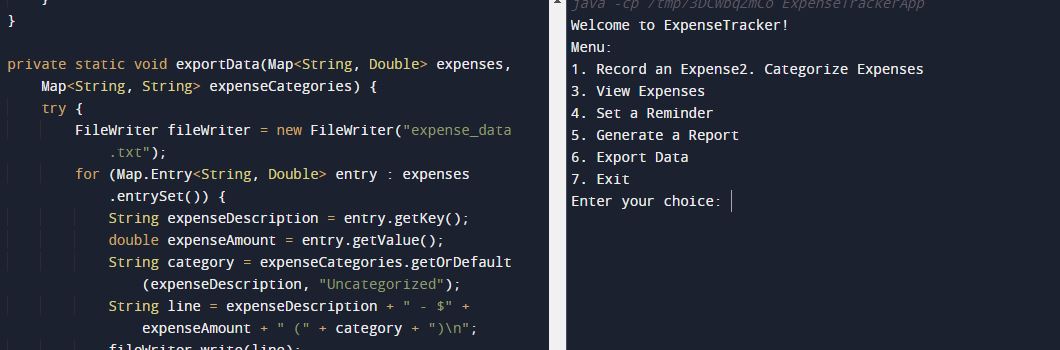 }
}
private static void exportData(Map<String, Double> expenses,
Map<String, String> expenseCategories) {
try {
FileWriter fileWriter = new FileWriter("expense_data
.txt");
for (Map.Entry<String, Double> entry : expenses
.entrySet()) {
String expenseDescription = entry.getKey();
double expenseAmount = entry.getValue();
String category = expenseCategories.getOrDefault
(expenseDescription, "Uncategorized");
String line = expenseDescription + " - $" +
expenseAmount + " (" + category + ")\n";
fileWriter.write(line);
java -cp /tmp/3DCwbq2mCo ExpenseTrackerApp
Welcome to ExpenseTracker!
Menu:
1. Record an Expense2. Categorize Expenses
3. View Expenses
4. Set a Reminder
5. Generate a Report
6. Export Data
7. Exit
Enter your choice: